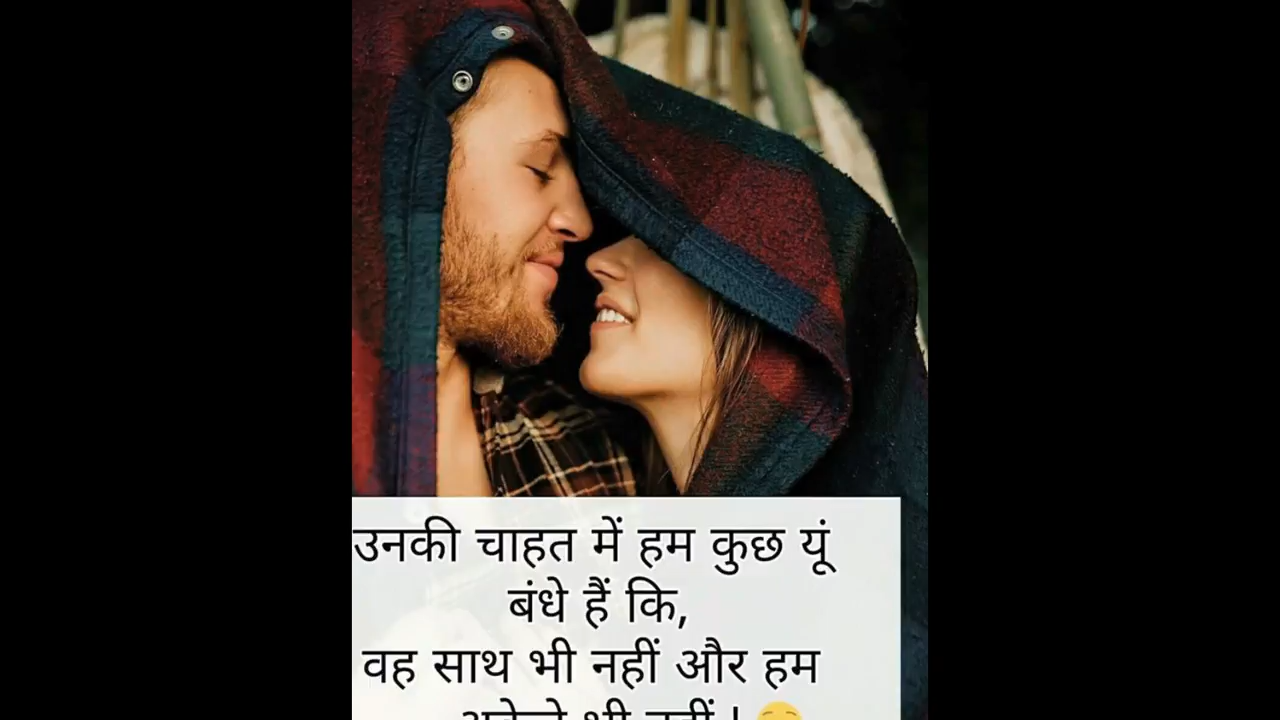 उनकी चाहत में हम कुछ यूं
बंधे हैं कि,
वह साथ भी नहीं और हम